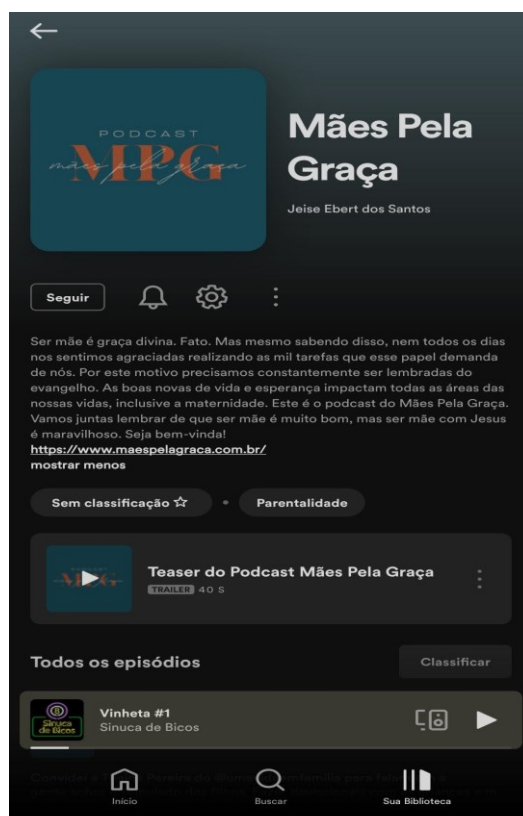 PODCAST
MPG
mães pela graça
Mães Pela
Graça
Jeise Ebert dos Santos
Seguir
Ser mãe é graça divina. Fato. Mas mesmo sabendo disso, nem todos os dias
nos sentimos agraciadas realizando as mil tarefas que esse papel demanda
de nós. Por este motivo precisamos constantemente ser lembradas do
evangelho. As boas novas de vida e esperança impactam todas as áreas das
nossas vidas, inclusive a maternidade. Este é o podcast do Mães Pela Graça.
Vamos juntas lembrar de que ser mãe é muito bom, mas ser mãe com Jesus
é maravilhoso. Seja bem-vinda!
https://www.maespelagraca.com.br/
mostrar menos
Sem classificação
Parentalidade
Teaser do Podcast Mães Pela Graça
TRAILER 40 S
Todos os episódios
Classificar
Sinuca
de Bicos
Vinheta #1
Sinuca de Bicos
Início
Buscar
Sua Biblioteca